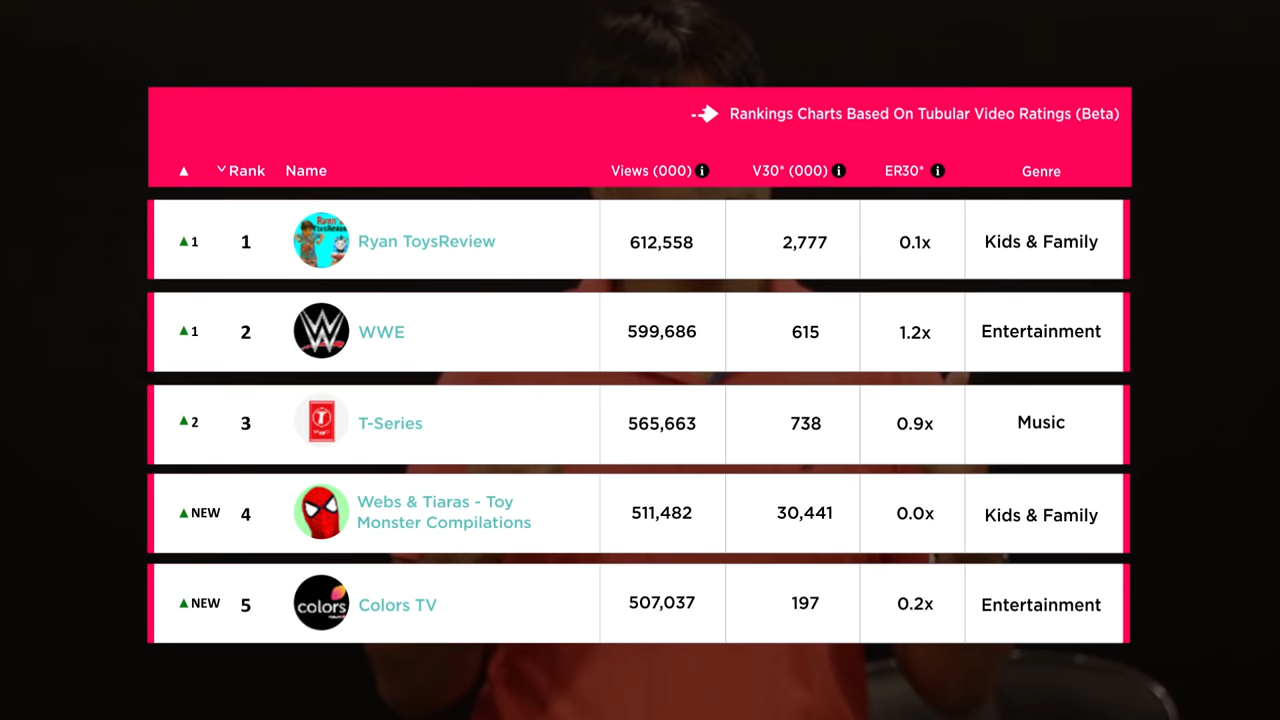 Rankings Charts Based On Tubular Video Ratings (Beta)
▲ Rank Name Views (000) i V30* (000) i ER30* i Genre
▲1 1 Ryan ToysReview 612,558 2,777 0.1x Kids & Family
▲1 2 WWE 599,686 615 1.2x Entertainment
▲2 3 T-Series 565,663 738 0.9x Music
▲NEW 4 Webs & Tiaras - Toy
Monster Compilations 511,482 30,441 0.0x Kids & Family
▲NEW 5 colors Colors TV 507,037 197 0.2x Entertainment